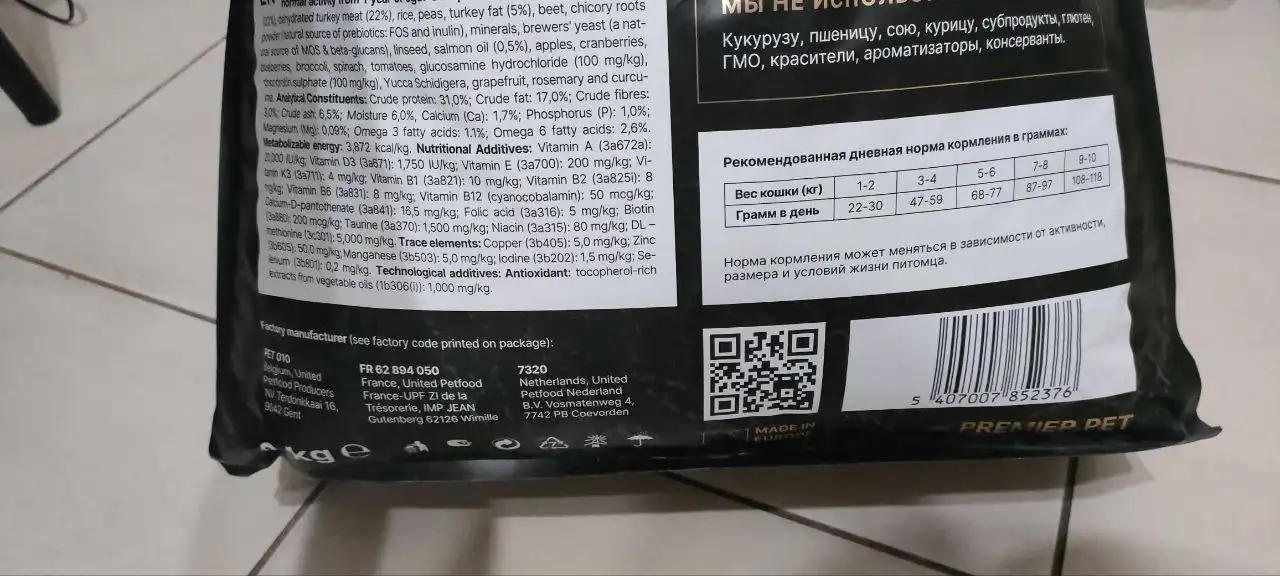 normal activity from 1 year
dehydrated turkey meat (22%), rice, peas, turkey fat (5%), beet, chicory roots
powder (natural source of prebiotics: FOS and inulin), minerals, brewers' yeast (a nat-
ural source of MOS & beta-glucans), linseed, salmon oil (0,5%), apples, cranberries,
blueberries, broccoli, spinach, tomatoes, glucosamine hydrochloride (100 mg/kg),
chondroitin sulphate (100 mg/kg), Yucca Schidigera, grapefruit, rosemary and curcu-
ma. Analytical Constituents: Crude protein: 31,0%; Crude fat: 17,0%; Crude fibres:
3,0%; Crude ash: 6,5%; Moisture 6,0%, Calcium (Ca): 1,7%; Phosphorus (P): 1,0%;
Magnesium (Mg): 0,09%; Omega 3 fatty acids: 1.1%; Omega 6 fatty acids: 2,6%.
Metabolizable energy: 3,872 kcal/kg. Nutritional Additives: Vitamin A (3a672a):
20,000 IU/kg; Vitamin D3 (3a671): 1,750 IU/kg; Vitamin E (3a700): 200 mg/kg; Vi-
tamin K3 (3a711): 4 mg/kg; Vitamin B1 (3a821): 10 mg/kg; Vitamin B2 (3a825i): 8
mg/kg; Vitamin B6 (3a831): 8 mg/kg; Vitamin B12 (cyanocobalamin): 50 mcg/kg;
Calcium-D-pantothenate (3a841): 16,5 mg/kg; Folic acid (3a316): 5 mg/kg; Biotin
(3a880): 200 mcg/kg; Taurine (3a370): 1,500 mg/kg; Niacin (3a315): 80 mg/kg; DL –
methionine (3c301): 5,000 mg/kg. Trace elements: Copper (3b405): 5,0 mg/kg; Zinc
(3b605): 50,0 mg/kg; Manganese (3b503): 5,0 mg/kg; Iodine (3b202): 1,5 mg/kg; Se-
lenium (3b801): 0,2 mg/kg. Technological additives: Antioxidant: tocopherol-rich
extracts from vegetable oils (1b306(i)): 1,000 mg/kg.
Factory manufacturer (see factory code printed on package):
PET 010
Belgium, United
Petfood Producers
NV Terdonkkaai 16,
9042 Gent
FR 62 894 050
France, United Petfood
France-UPF ZI de la
Trésorerie, IMP JEAN
Gutenberg 62126 Wimille
7320
Netherlands, United
Petfood Nederland
B.V. Vosmatenweg 4,
7742 PB Coevorden
kg e
МЫ НЕ
Кукурузу, пшеницу, сою, курицу, субпродукты, глютен,
ГМО, красители, ароматизаторы, консерванты.
Рекомендованная дневная норма кормления в граммах:
Вес кошки (кг) 1-2 3-4 5-6 7-8 9-10
Грамм в день 22-30 47-59 68-77 87-97 108-118
Норма кормления может меняться в зависимости от активности,
размера и условий жизни питомца.
5 407007 852376
MADE IN
EUROPE
PREMIER PET